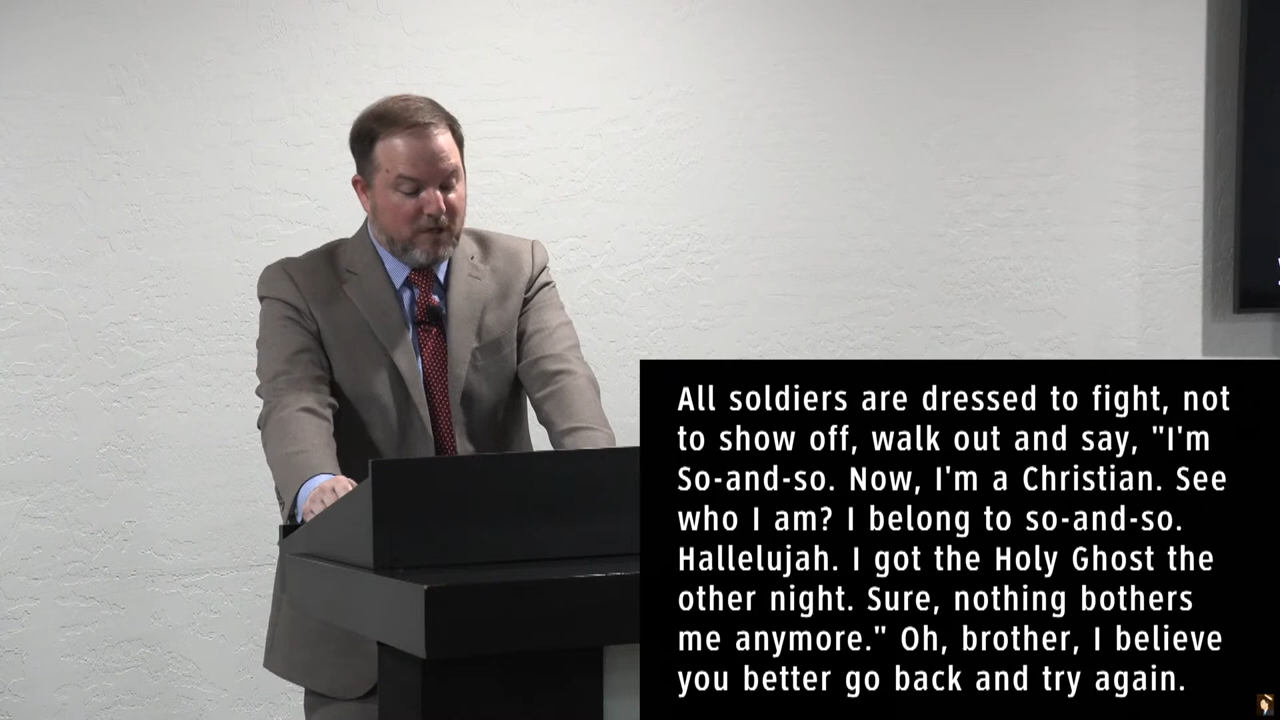 All soldiers are dressed to fight, not
to show off, walk out and say, "I'm
So-and-so. Now, I'm a Christian. See
who I am? I belong to so-and-so.
Hallelujah. I got the Holy Ghost the
other night. Sure, nothing bothers
me anymore." Oh, brother, I believe
you better go back and try again.